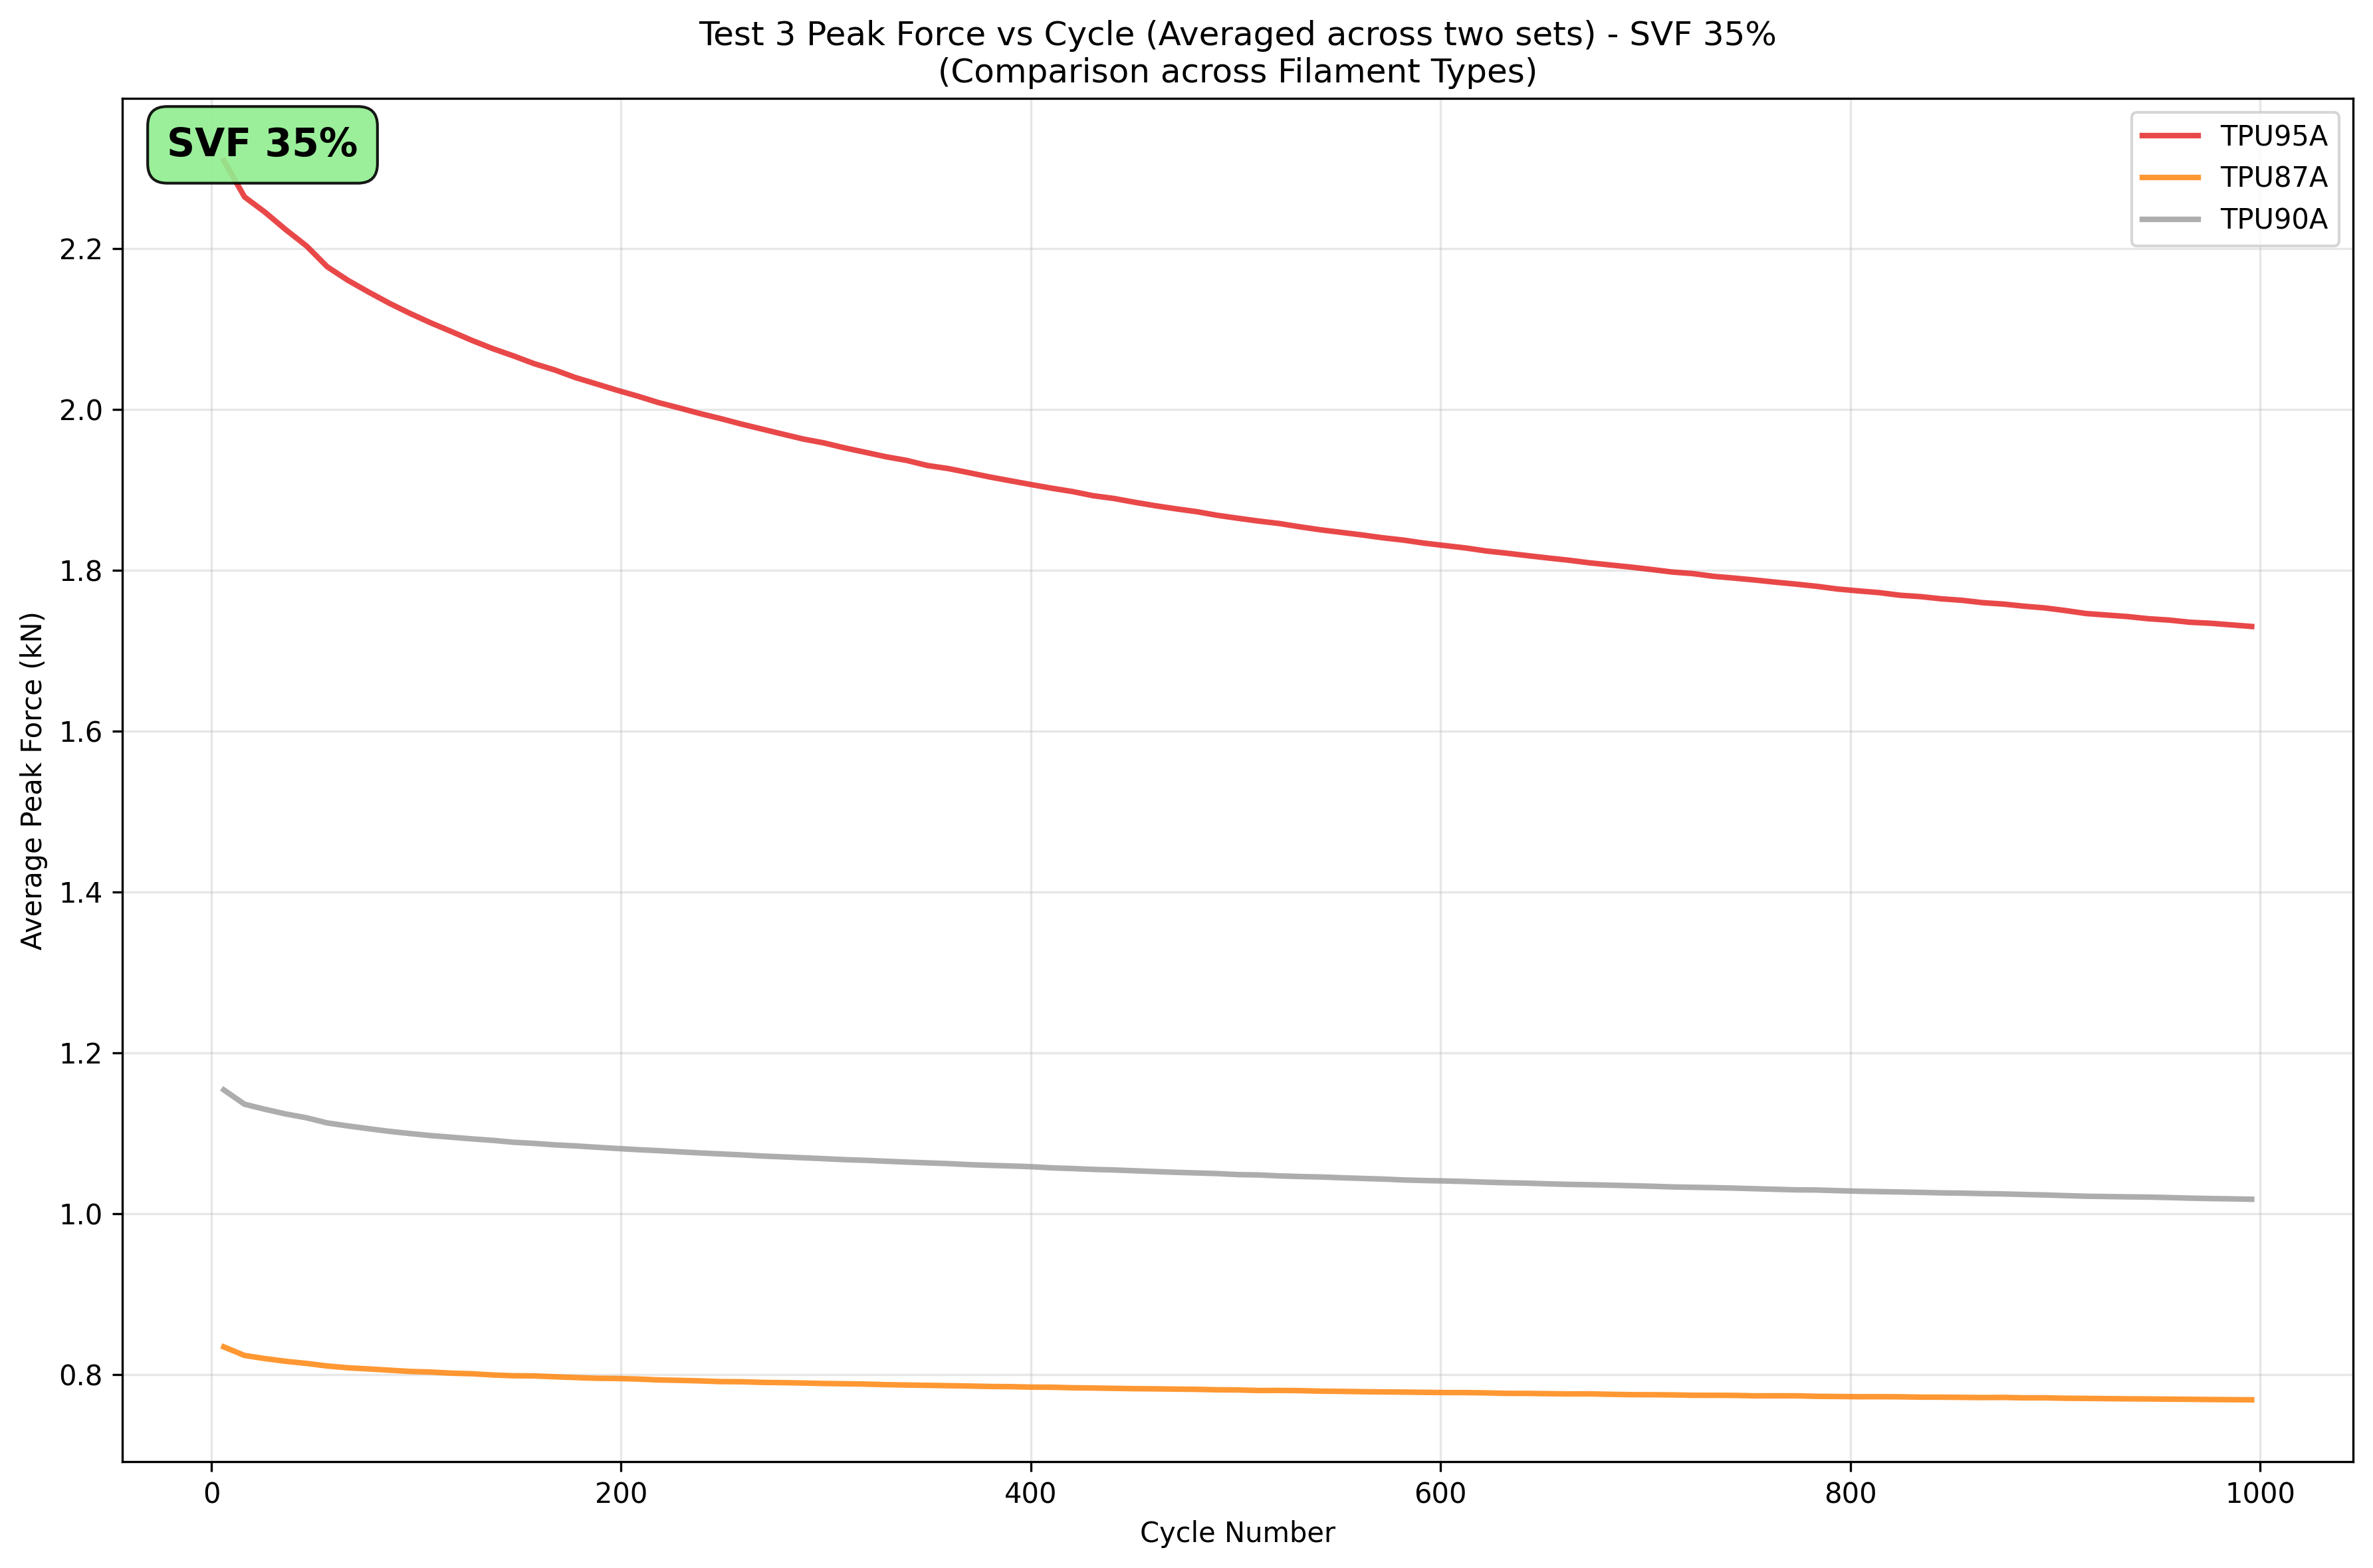 Test 3 Peak Force vs Cycle (Averaged across two sets) - SVF 35%
(Comparison across Filament Types)
SVF 35%
TPU95A
TPU87A
TPU90A
Average Peak Force (kN)
2.2
2.0
1.8
1.6
1.4
1.2
1.0
0.8
0
200
400
600
800
1000
Cycle Number